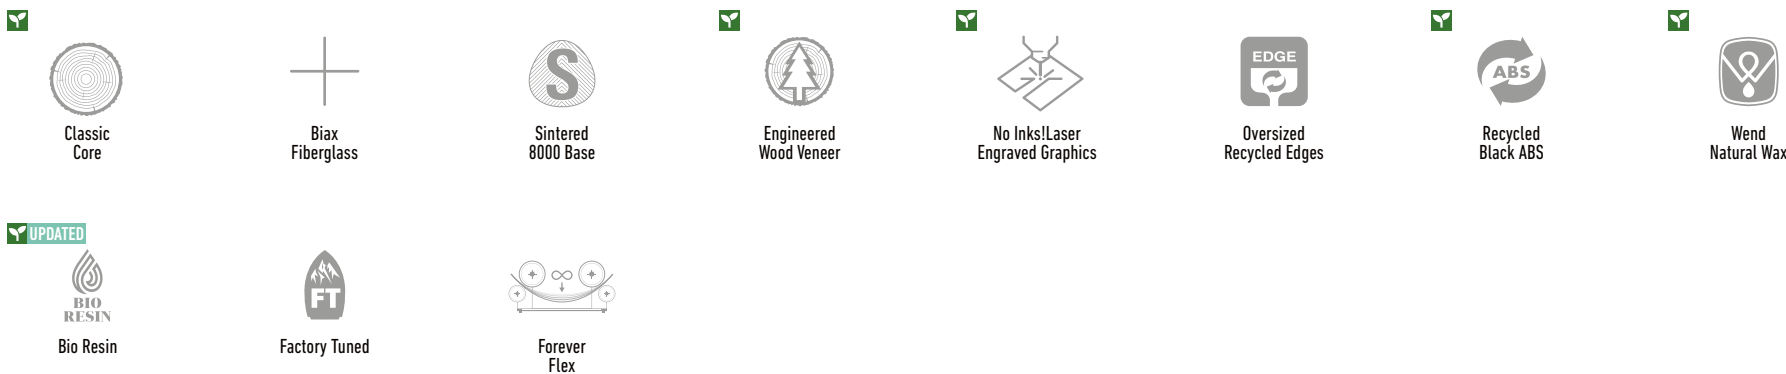 Classic
Core
Biax
Fiberglass
S
Sintered
8000 Base
Engineered
Wood Veneer
No Inks!Laser
Engraved Graphics
EDGE
Oversized
Recycled Edges
ABS
Recycled
Black ABS
Wend
Natural Wax
UPDATED
BIO
RESIN
Bio Resin
FT
Factory Tuned
Forever
Flex